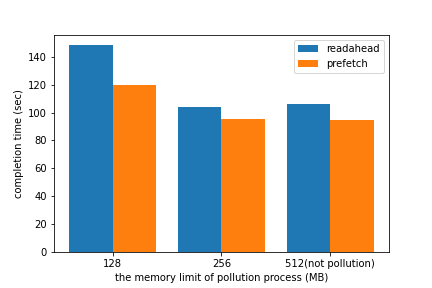 readahead
prefetch
completion time (sec)
140
120
100
80
60
40
20
0
128
256
512(not pollution)
the memory limit of pollution process (MB)